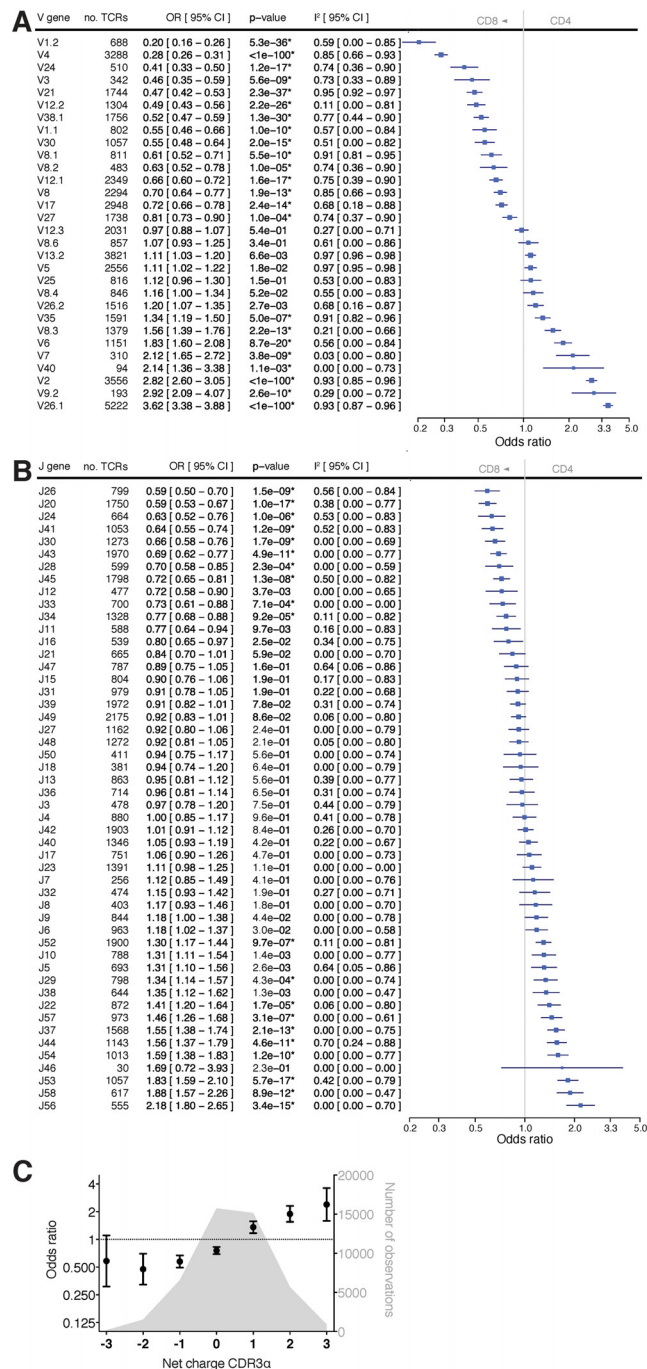 A
V gene no. TCRs OR [ 95% CI ] p-value I² [ 95% CI ] CD8 ◄ CD4
V1.2 688 0.20 [ 0.16 − 0.26 ] 5.3e−36* 0.59 [ 0.00 − 0.85 ]
V4 3288 0.28 [ 0.26 − 0.31 ] <1e−100* 0.85 [ 0.66 − 0.93 ]
V24 510 0.41 [ 0.33 − 0.50 ] 1.2e−17* 0.74 [ 0.36 − 0.90 ]
V3 342 0.46 [ 0.35 − 0.59 ] 5.6e−09* 0.73 [ 0.33 − 0.89 ]
V21 1744 0.47 [ 0.42 − 0.53 ] 2.3e−37* 0.95 [ 0.92 − 0.97 ]
V12.2 1304 0.49 [ 0.43 − 0.56 ] 2.2e−26* 0.11 [ 0.00 − 0.81 ]
V38.1 1756 0.52 [ 0.47 − 0.59 ] 1.3e−30* 0.77 [ 0.44 − 0.90 ]
V1.1 802 0.55 [ 0.46 − 0.66 ] 1.0e−10* 0.57 [ 0.00 − 0.84 ]
V30 1057 0.55 [ 0.48 − 0.64 ] 2.0e−15* 0.51 [ 0.00 − 0.82 ]
V8.1 811 0.61 [ 0.52 − 0.71 ] 5.5e−10* 0.91 [ 0.81 − 0.95 ]
V8.2 483 0.63 [ 0.52 − 0.78 ] 1.0e−05* 0.74 [ 0.36 − 0.90 ]
V12.1 2349 0.66 [ 0.60 − 0.72 ] 1.6e−17* 0.75 [ 0.39 − 0.90 ]
V8 2294 0.70 [ 0.64 − 0.77 ] 1.9e−13* 0.85 [ 0.66 − 0.93 ]
V17 2948 0.72 [ 0.66 − 0.78 ] 2.4e−14* 0.68 [ 0.18 − 0.88 ]
V27 1738 0.81 [ 0.73 − 0.90 ] 1.0e−04* 0.74 [ 0.37 − 0.90 ]
V12.3 2031 0.97 [ 0.88 − 1.07 ] 5.4e−01 0.27 [ 0.00 − 0.71 ]
V8.6 857 1.07 [ 0.93 − 1.25 ] 3.4e−01 0.61 [ 0.00 − 0.86 ]
V13.2 3821 1.11 [ 1.03 − 1.20 ] 6.6e−03 0.97 [ 0.96 − 0.98 ]
V5 2556 1.11 [ 1.02 − 1.22 ] 1.8e−02 0.97 [ 0.95 − 0.98 ]
V25 816 1.12 [ 0.96 − 1.30 ] 1.5e−01 0.53 [ 0.00 − 0.83 ]
V8.4 846 1.16 [ 1.00 − 1.34 ] 5.2e−02 0.55 [ 0.00 − 0.83 ]
V26.2 1516 1.20 [ 1.07 − 1.35 ] 2.7e−03 0.68 [ 0.16 − 0.87 ]
V35 1591 1.34 [ 1.19 − 1.50 ] 5.0e−07* 0.91 [ 0.82 − 0.96 ]
V8.3 1379 1.56 [ 1.39 − 1.76 ] 2.2e−13* 0.21 [ 0.00 − 0.66 ]
V6 1151 1.83 [ 1.60 − 2.08 ] 8.7e−20* 0.56 [ 0.00 − 0.84 ]
V7 310 2.12 [ 1.65 − 2.72 ] 3.8e−09* 0.03 [ 0.00 − 0.80 ]
V40 94 2.14 [ 1.36 − 3.38 ] 1.1e−03* 0.00 [ 0.00 − 0.73 ]
V2 3556 2.82 [ 2.60 − 3.05 ] <1e−100* 0.93 [ 0.85 − 0.96 ]
V9.2 193 2.92 [ 2.09 − 4.07 ] 2.6e−10* 0.29 [ 0.00 − 0.72 ]
V26.1 5222 3.62 [ 3.38 − 3.88 ] <1e−100* 0.93 [ 0.87 − 0.96 ]
0.2 0.3 0.5 1.0 2.0 3.3 5.0
Odds ratio
B
J gene no. TCRs OR [ 95% CI ] p−value I² [ 95% CI ] CD8 ◄ CD4
J26 799 0.59 [ 0.50 − 0.70 ] 1.5e−09* 0.56 [ 0.00 − 0.84 ]
J20 1750 0.59 [ 0.53 − 0.67 ] 1.0e−17* 0.38 [ 0.00 − 0.77 ]
J24 664 0.63 [ 0.52 − 0.76 ] 1.0e−06* 0.53 [ 0.00 − 0.83 ]
J41 1053 0.64 [ 0.55 − 0.74 ] 1.2e−09* 0.52 [ 0.00 − 0.83 ]
J30 1273 0.66 [ 0.58 − 0.76 ] 1.7e−09* 0.00 [ 0.00 − 0.69 ]
J43 1970 0.69 [ 0.62 − 0.77 ] 4.9e−11* 0.00 [ 0.00 − 0.77 ]
J28 599 0.70 [ 0.58 − 0.85 ] 2.3e−04* 0.00 [ 0.00 − 0.59 ]
J45 1798 0.72 [ 0.65 − 0.81 ] 1.3e−08* 0.50 [ 0.00 − 0.82 ]
J12 477 0.72 [ 0.58 − 0.90 ] 3.7e−03 0.00 [ 0.00 − 0.65 ]
J33 700 0.73 [ 0.61 − 0.88 ] 7.1e−04* 0.00 [ 0.00 − 0.00 ]
J34 1328 0.77 [ 0.68 − 0.88 ] 9.2e−05* 0.11 [ 0.00 − 0.82 ]
J11 588 0.77 [ 0.64 − 0.94 ] 9.7e−03 0.16 [ 0.00 − 0.83 ]
J16 539 0.80 [ 0.65 − 0.97 ] 2.5e−02 0.34 [ 0.00 − 0.75 ]
J21 665 0.84 [ 0.70 − 1.01 ] 5.9e−02 0.00 [ 0.00 − 0.70 ]
J47 787 0.89 [ 0.75 − 1.05 ] 1.6e−01 0.64 [ 0.06 − 0.86 ]
J15 804 0.90 [ 0.76 − 1.06 ] 1.9e−01 0.17 [ 0.00 − 0.83 ]
J31 979 0.91 [ 0.78 − 1.05 ] 1.9e−01 0.22 [ 0.00 − 0.68 ]
J39 1972 0.91 [ 0.82 − 1.01 ] 7.8e−02 0.31 [ 0.00 − 0.74 ]
J49 2175 0.92 [ 0.83 − 1.01 ] 8.6e−02 0.06 [ 0.00 − 0.80 ]
J27 1162 0.92 [ 0.80 − 1.06 ] 2.4e−01 0.00 [ 0.00 − 0.79 ]
J48 1272 0.92 [ 0.81 − 1.05 ] 2.1e−01 0.05 [ 0.00 − 0.80 ]
J50 411 0.94 [ 0.75 − 1.17 ] 5.6e−01 0.00 [ 0.00 − 0.74 ]
J18 381 0.94 [ 0.74 − 1.20 ] 6.4e−01 0.00 [ 0.00 − 0.79 ]
J13 863 0.95 [ 0.81 − 1.12 ] 5.6e−01 0.39 [ 0.00 − 0.77 ]
J36 714 0.96 [ 0.81 − 1.14 ] 6.5e−01 0.31 [ 0.00 − 0.74 ]
J3 478 0.97 [ 0.78 − 1.20 ] 7.5e−01 0.44 [ 0.00 − 0.79 ]
J4 880 1.00 [ 0.85 − 1.17 ] 9.6e−01 0.41 [ 0.00 − 0.78 ]
J42 1903 1.01 [ 0.91 − 1.12 ] 8.4e−01 0.26 [ 0.00 − 0.70 ]
J40 1346 1.05 [ 0.93 − 1.19 ] 4.2e−01 0.22 [ 0.00 − 0.67 ]
J17 751 1.06 [ 0.90 − 1.26 ] 4.7e−01 0.00 [ 0.00 − 0.73 ]
J23 1391 1.11 [ 0.98 − 1.25 ] 1.1e−01 0.00 [ 0.00 − 0.00 ]
J7 256 1.12 [ 0.85 − 1.49 ] 4.1e−01 0.00 [ 0.00 − 0.76 ]
J32 474 1.15 [ 0.93 − 1.42 ] 1.9e−01 0.27 [ 0.00 − 0.71 ]
J8 403 1.17 [ 0.93 − 1.46 ] 1.8e−01 0.00 [ 0.00 − 0.70 ]
J9 844 1.18 [ 1.00 − 1.38 ] 4.4e−02 0.00 [ 0.00 − 0.78 ]
J6 963 1.18 [ 1.02 − 1.37 ] 3.0e−02 0.00 [ 0.00 − 0.58 ]
J52 1900 1.30 [ 1.17 − 1.44 ] 9.7e−07* 0.11 [ 0.00 − 0.81 ]
J10 788 1.31 [ 1.11 − 1.54 ] 1.4e−03 0.00 [ 0.00 − 0.77 ]
J5 693 1.31 [ 1.10 − 1.56 ] 2.6e−03 0.64 [ 0.05 − 0.86 ]
J29 798 1.34 [ 1.14 − 1.57 ] 4.3e−04* 0.00 [ 0.00 − 0.74 ]
J38 644 1.35 [ 1.12 − 1.62 ] 1.3e−03 0.00 [ 0.00 − 0.47 ]
J22 872 1.41 [ 1.20 − 1.64 ] 1.7e−05* 0.06 [ 0.00 − 0.80 ]
J57 973 1.46 [ 1.26 − 1.68 ] 3.1e−07* 0.00 [ 0.00 − 0.61 ]
J37 1568 1.55 [ 1.38 − 1.74 ] 2.1e−13* 0.00 [ 0.00 − 0.75 ]
J44 1143 1.56 [ 1.37 − 1.79 ] 4.6e−11* 0.70 [ 0.24 − 0.88 ]
J54 1013 1.59 [ 1.38 − 1.83 ] 1.2e−10* 0.00 [ 0.00 − 0.77 ]
J46 30 1.69 [ 0.72 − 3.93 ] 2.3e−01 0.00 [ 0.00 − 0.00 ]
J53 1057 1.83 [ 1.59 − 2.10 ] 5.7e−17* 0.42 [ 0.00 − 0.79 ]
J58 617 1.88 [ 1.57 − 2.26 ] 8.9e−12* 0.00 [ 0.00 − 0.47 ]
J56 555 2.18 [ 1.80 − 2.65 ] 3.4e−15* 0.00 [ 0.00 − 0.70 ]
0.2 0.3 0.5 1.0 2.0 3.3 5.0
Odds ratio
C
Odds ratio
4
2
1
0.500
0.250
0.125
20000
15000
10000
5000
0
Number of observations
-3 -2 -1 0 1 2 3
Net charge CDR3α